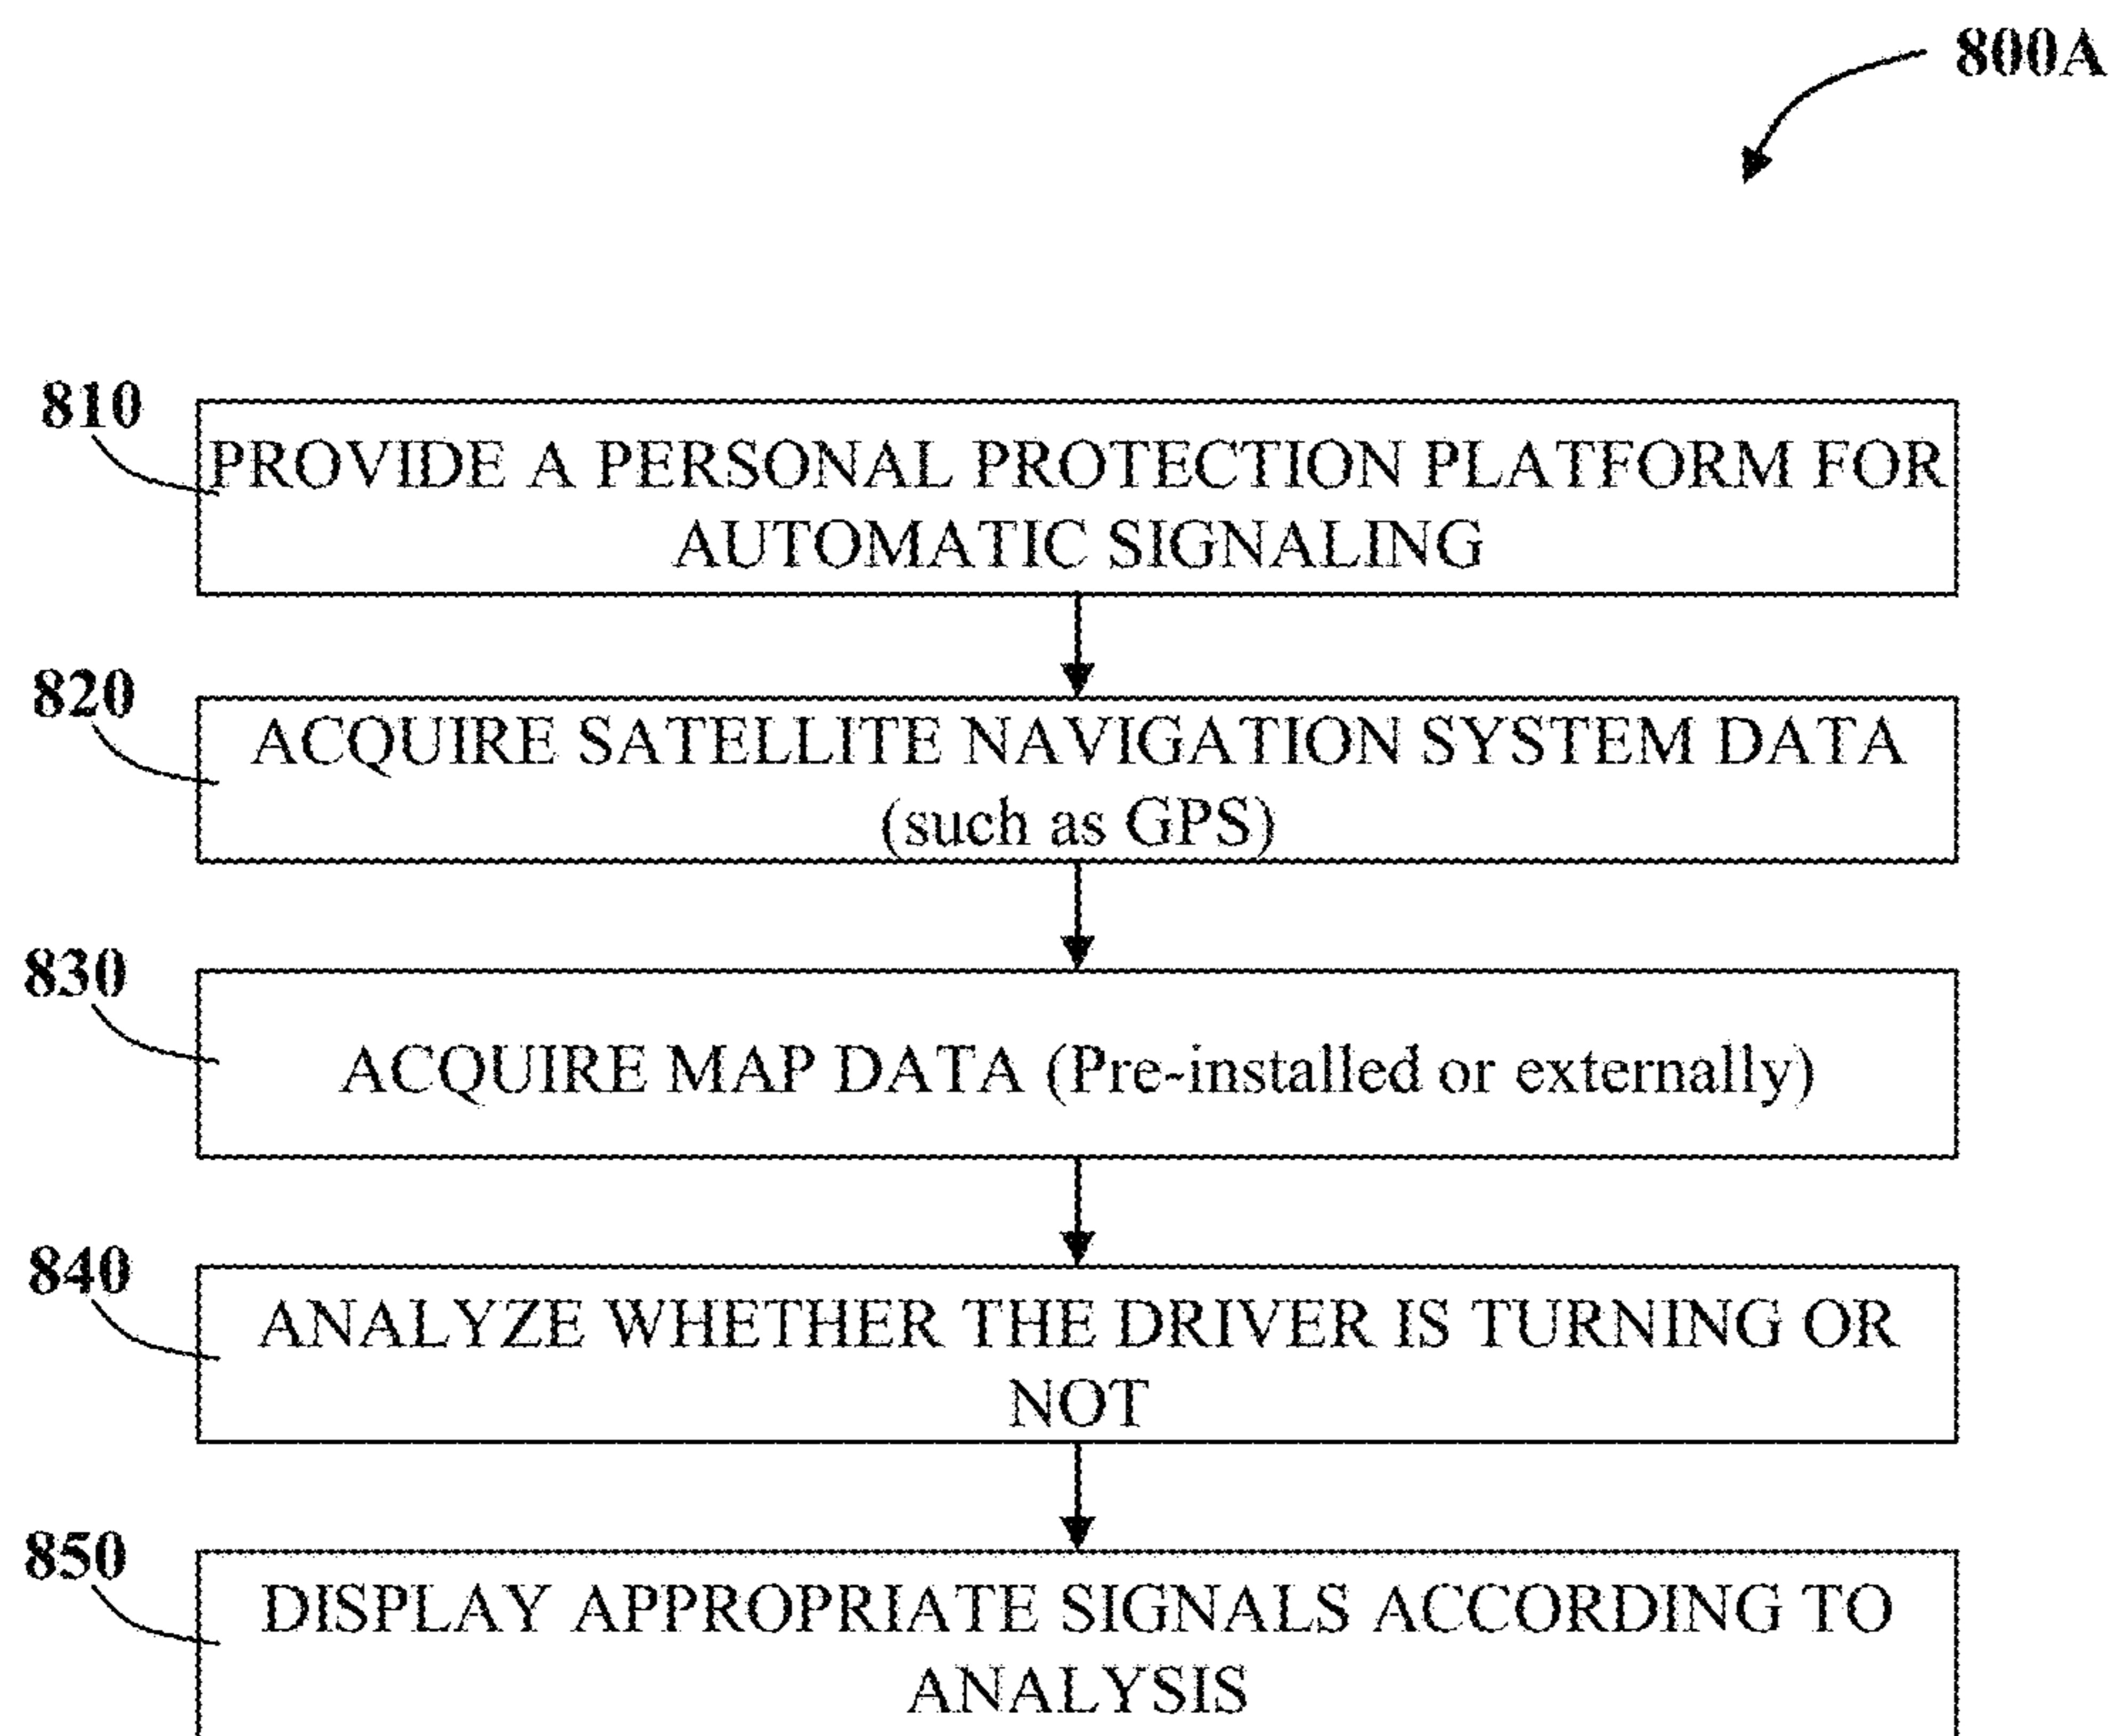 800A
810
PROVIDE A PERSONAL PROTECTION PLATFORM FOR
AUTOMATIC SIGNALING
820
ACQUIRE SATELLITE NAVIGATION SYSTEM DATA
(such as GPS)
830
ACQUIRE MAP DATA (Pre-installed or externally)
840
ANALYZE WHETHER THE DRIVER IS TURNING OR
NOT
850
DISPLAY APPROPRIATE SIGNALS ACCORDING TO
ANALYSIS